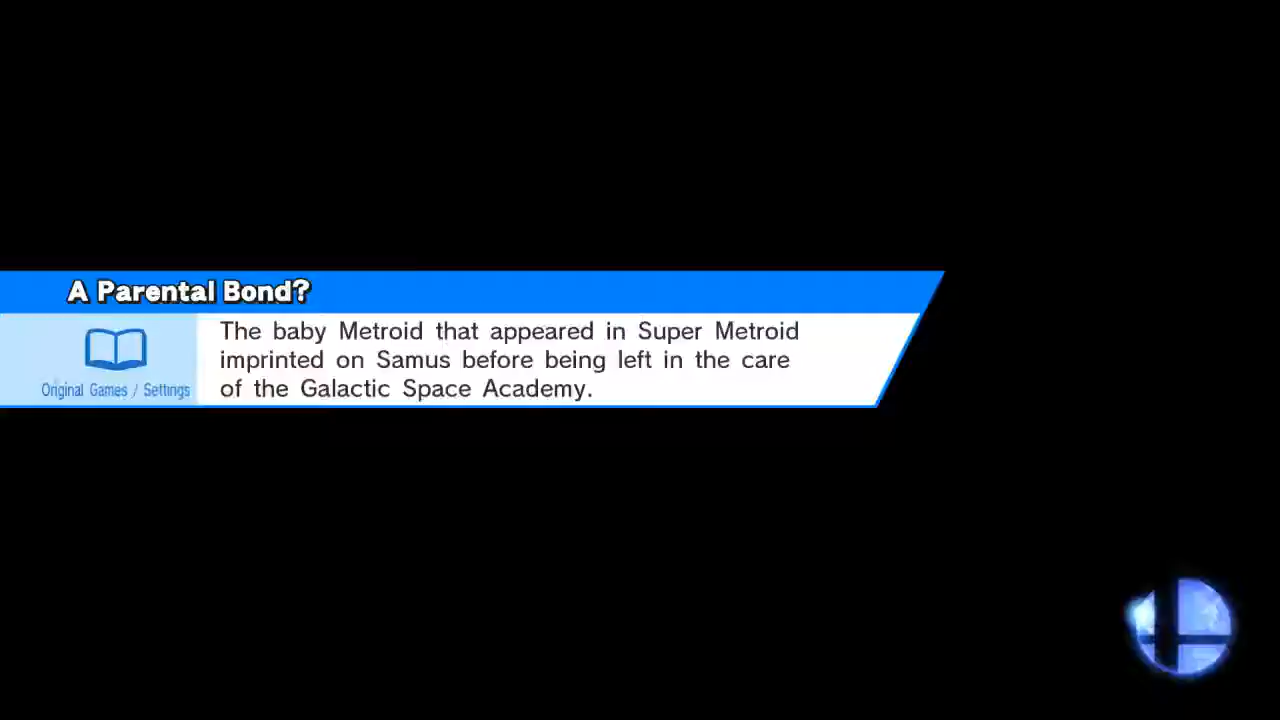 A Parental Bond?
The baby Metroid that appeared in Super Metroid
imprinted on Samus before being left in the care
of the Galactic Space Academy.
Original Games / Settings